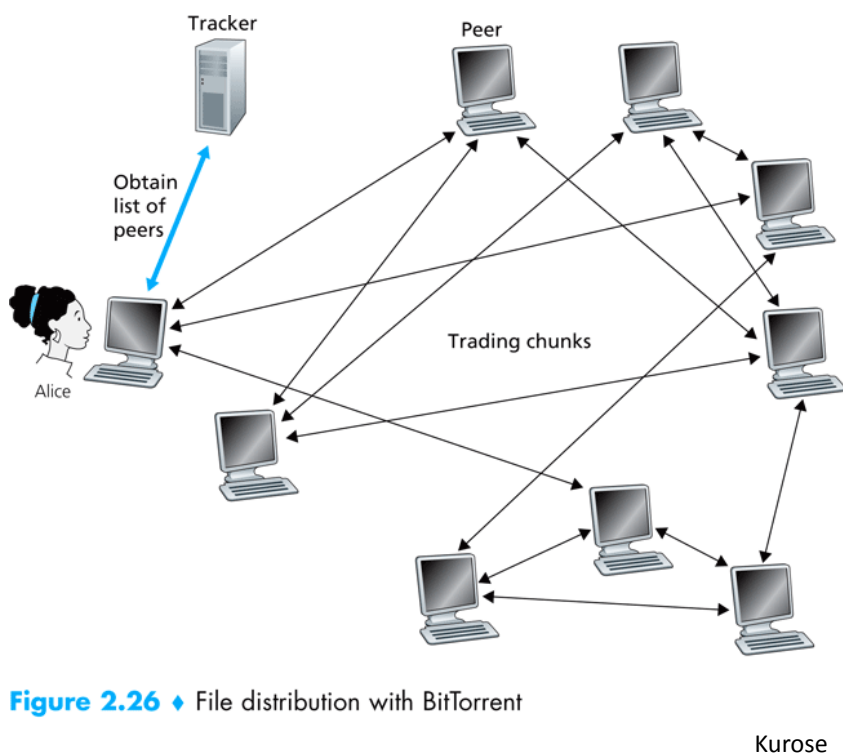 Tracker
Peer
Obtain
list of
peers
Trading chunks
Alice
Figure 2.26 ♦ File distribution with BitTorrent
Kurose